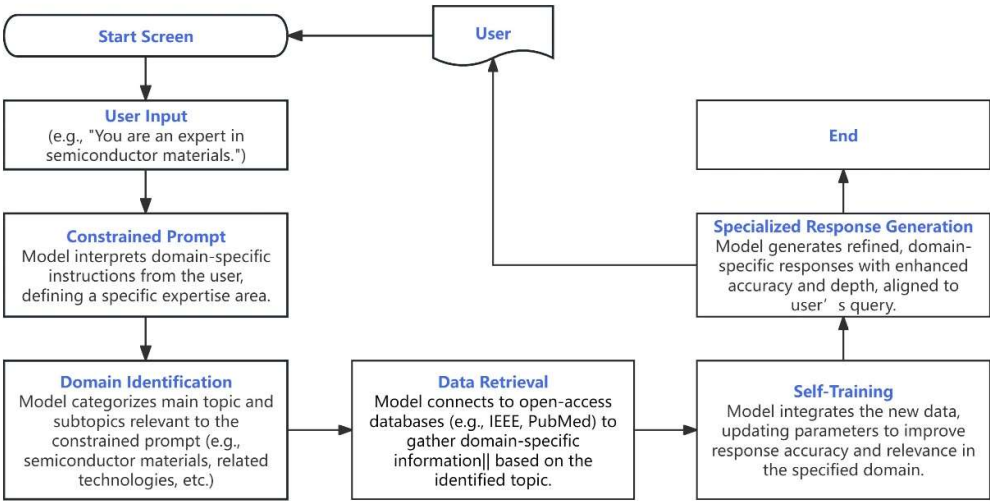 Start Screen
User
User Input
(e.g., "You are an expert in
semiconductor materials.")
Constrained Prompt
Model interprets domain-specific
instructions from the user,
defining a specific expertise area.
Domain Identification
Model categorizes main topic and
subtopics relevant to the
constrained prompt (e.g.,
semiconductor materials, related
technologies, etc.)
Data Retrieval
Model connects to open-access
databases (e.g., IEEE, PubMed) to
gather domain-specific
information|| based on the
identified topic.
Self-Training
Model integrates the new data,
updating parameters to improve
response accuracy and relevance in
the specified domain.
Specialized Response Generation
Model generates refined, domain-
specific responses with enhanced
accuracy and depth, aligned to
user’s query.
End